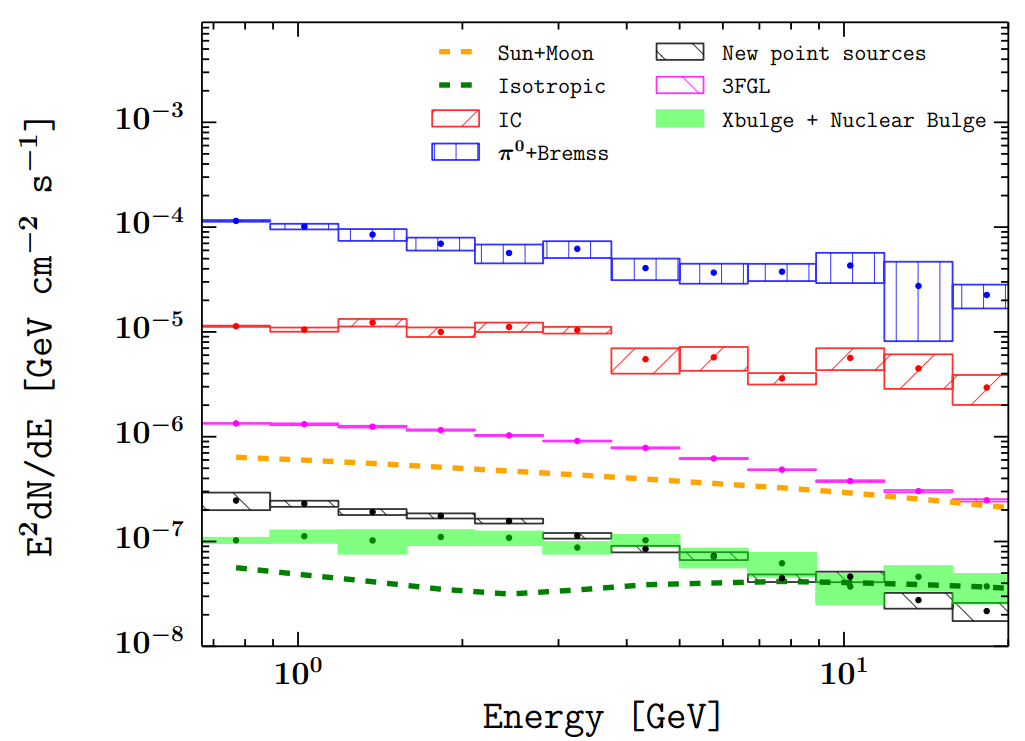 Sun+Moon
Isotropic
IC
π⁰+Bremss
New point sources
3FGL
Xbulge + Nuclear Bulge
10⁻³
10⁻⁴
10⁻⁵
10⁻⁶
10⁻⁷
10⁻⁸
E²dN/dE [GeV cm⁻² s⁻¹]
10⁰
10¹
Energy [GeV]